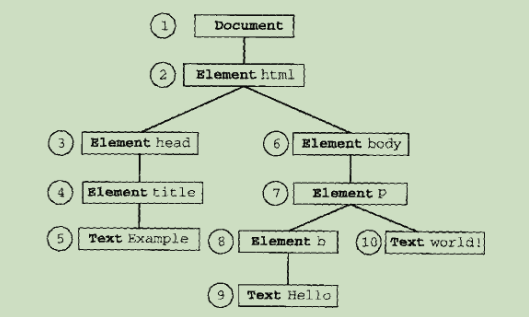 1 Document
2 Element html
3 Element head
6 Element body
4 Element title
7 Element p
5 Text Example
8 Element b
10 Text world!
9 Text Hello